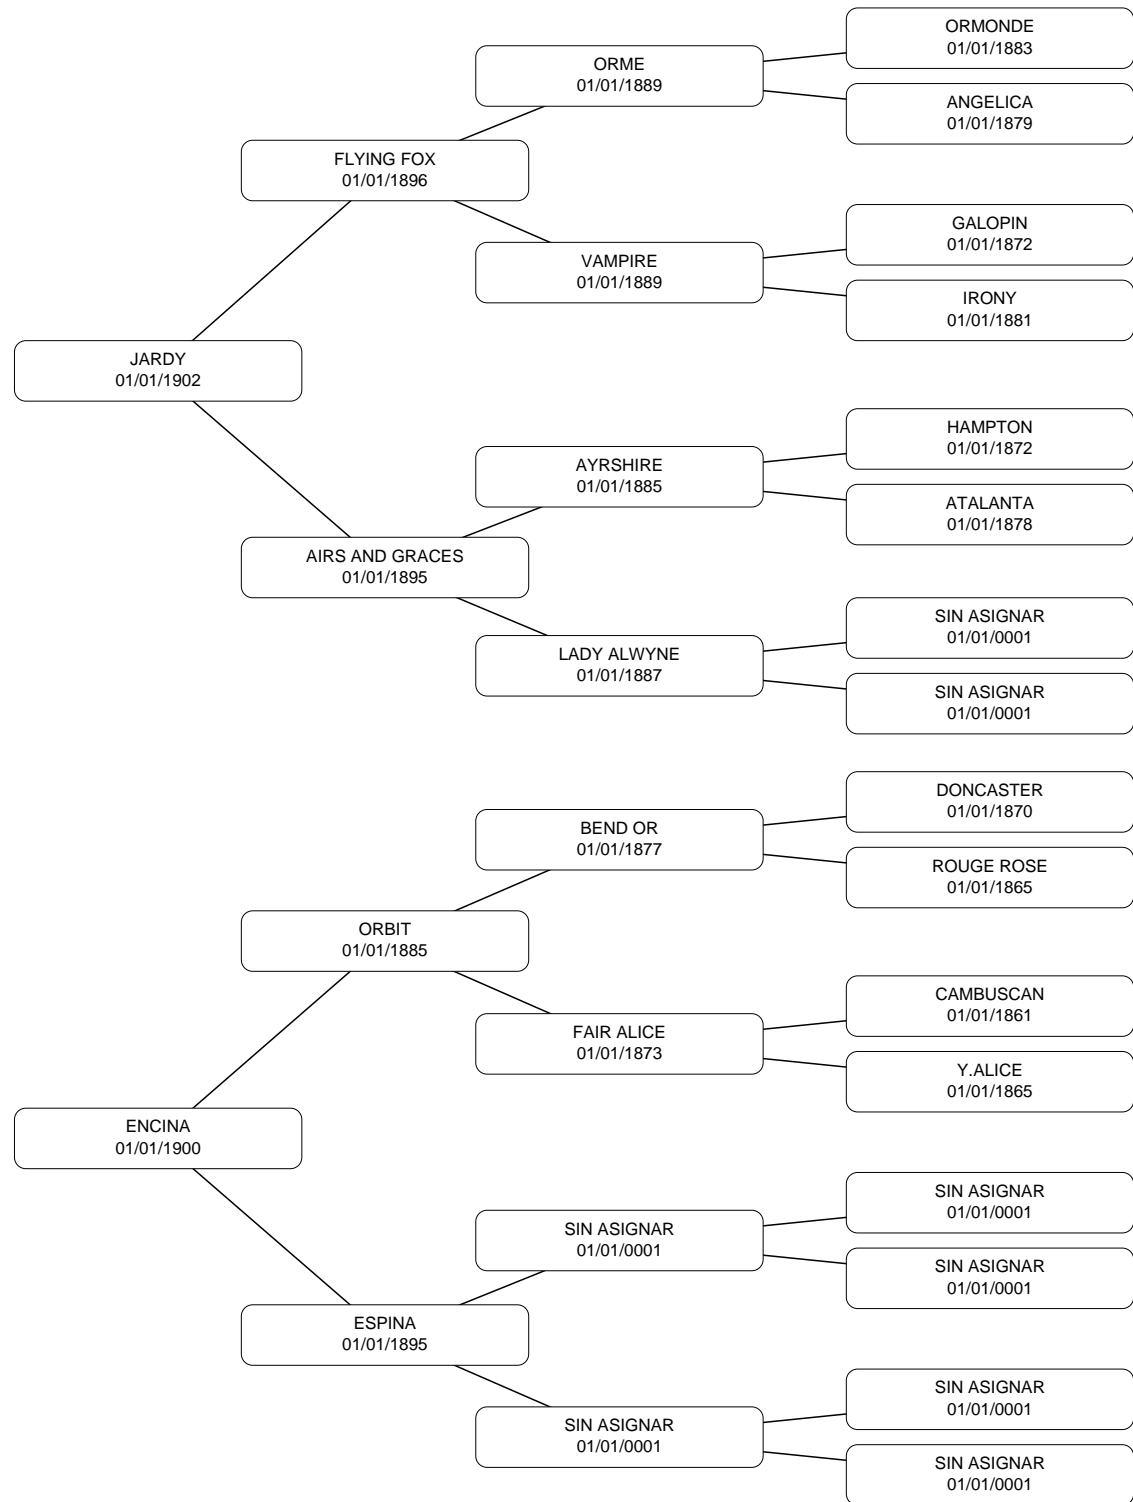 ORMONDE
01/01/1883
ORME
01/01/1889
ANGELICA
01/01/1879
FLYING FOX
01/01/1896
GALOPIN
01/01/1872
VAMPIRE
01/01/1889
IRONY
01/01/1881
JARDY
01/01/1902
HAMPTON
01/01/1872
AYRSHIRE
01/01/1885
ATALANTA
01/01/1878
AIRS AND GRACES
01/01/1895
SIN ASIGNAR
01/01/0001
LADY ALWYNE
01/01/1887
SIN ASIGNAR
01/01/0001
DONCASTER
01/01/1870
BEND OR
01/01/1877
ROUGE ROSE
01/01/1865
ORBIT
01/01/1885
CAMBUSCAN
01/01/1861
FAIR ALICE
01/01/1873
Y.ALICE
01/01/1865
ENCINA
01/01/1900
SIN ASIGNAR
01/01/0001
SIN ASIGNAR
01/01/0001
SIN ASIGNAR
01/01/0001
ESPINA
01/01/1895
SIN ASIGNAR
01/01/0001
SIN ASIGNAR
01/01/0001
SIN ASIGNAR
01/01/0001